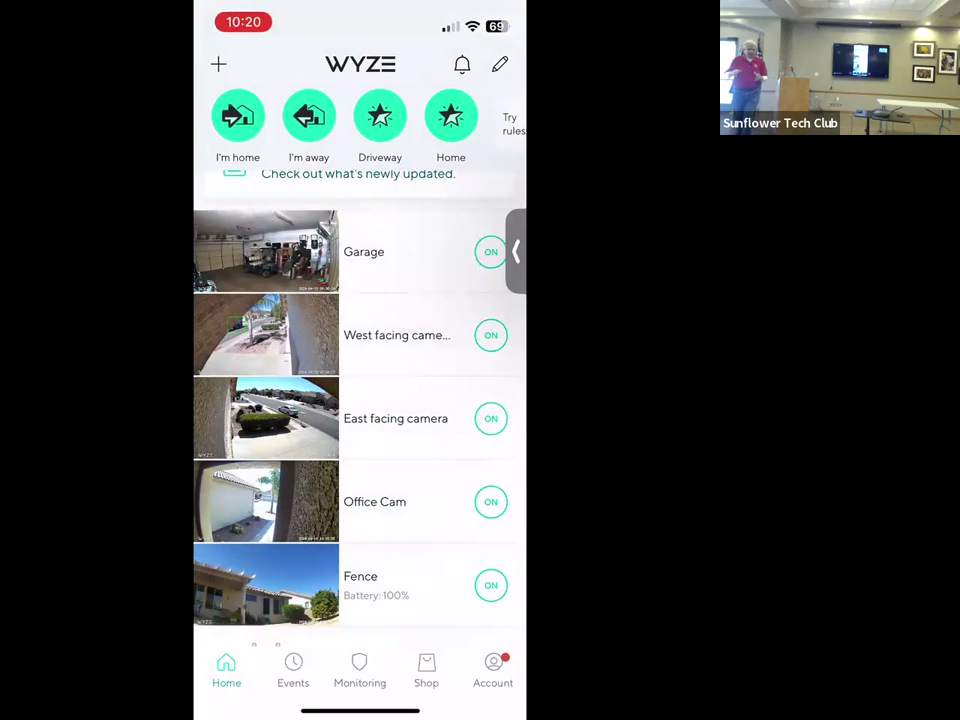 10:20
69
WYZE
I'm home
I'm away
Driveway
Home
Try
rules
Check out what's newly updated.
Garage
ON
West facing came...
ON
East facing camera
ON
WYZE
Office Cam
ON
Fence
Battery: 100%
ON
WYZE
Home
Events
Monitoring
Shop
Account
Sunflower Tech Club